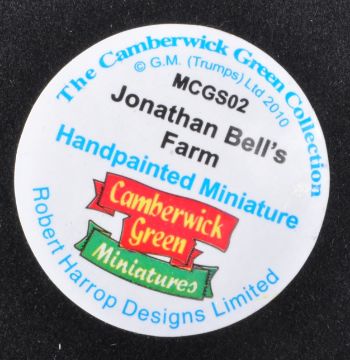 The Camberwick Green Collection
© G.M. (Trumps) Ltd 2010
MCGS02
Jonathan Bell's
Farm
Handpainted Miniature
Camberwick
Green
Miniatures
Robert Harrop Designs Limited